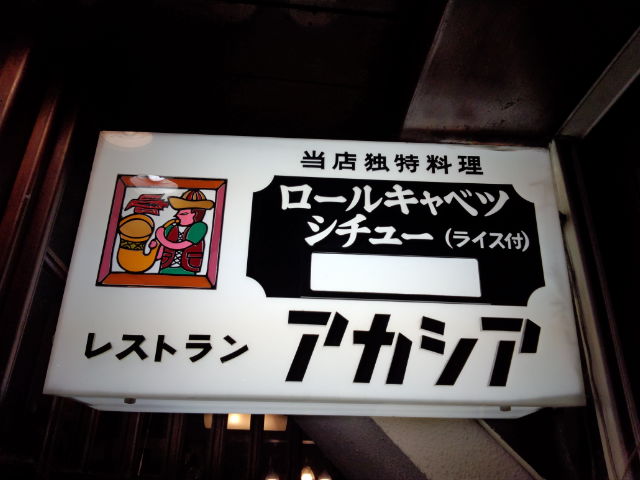 当店独特料理
ロールキャベツ
シチュー（ライス付）
レストラン アカシア